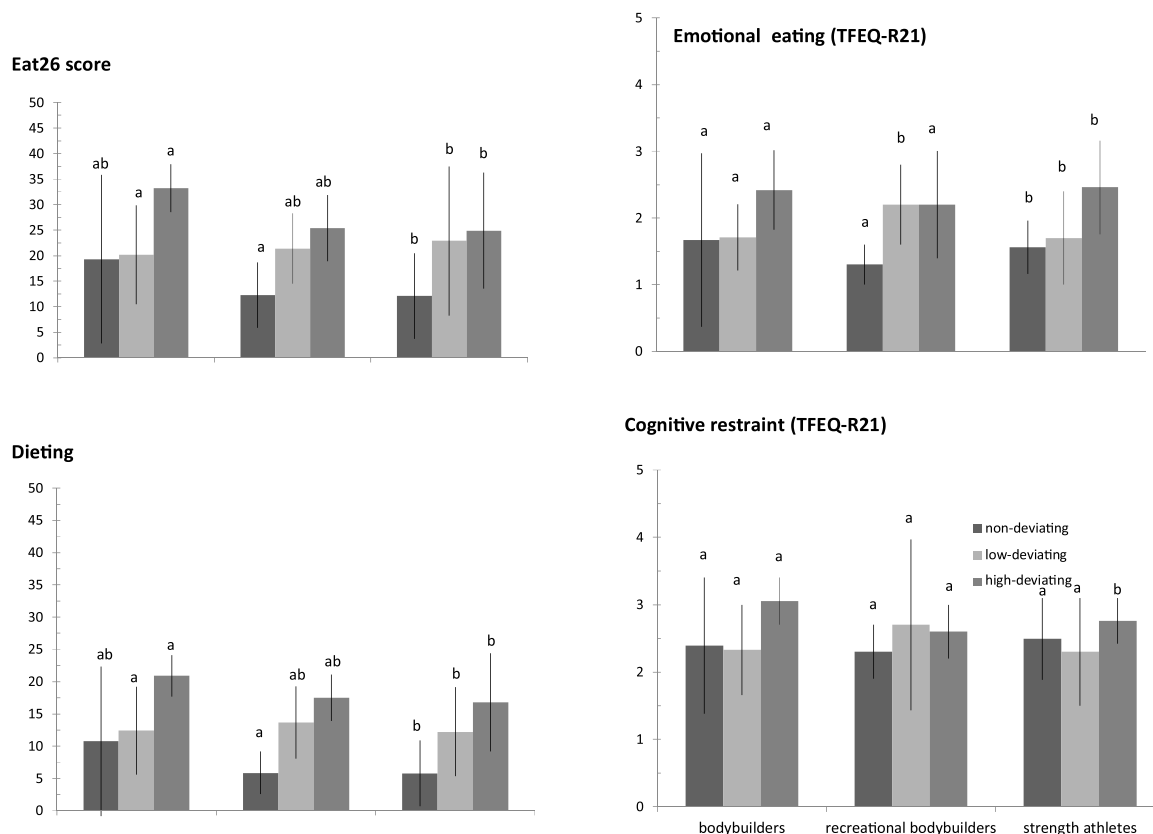 Eat26 score
50
45
40
35
30
25
20
15
10
5
0
ab
a
a
a
ab
ab
b
b
b
Emotional eating (TFEQ-R21)
5
4
3
2
1
0
a
a
a
a
b
a
b
b
b
Dieting
50
45
40
35
30
25
20
15
10
5
0
ab
a
a
a
ab
ab
b
b
b
Cognitive restraint (TFEQ-R21)
5
4
3
2
1
0
a
a
a
a
a
a
a
a
b
non-deviating
low-deviating
high-deviating
bodybuilders
recreational bodybuilders
strength athletes